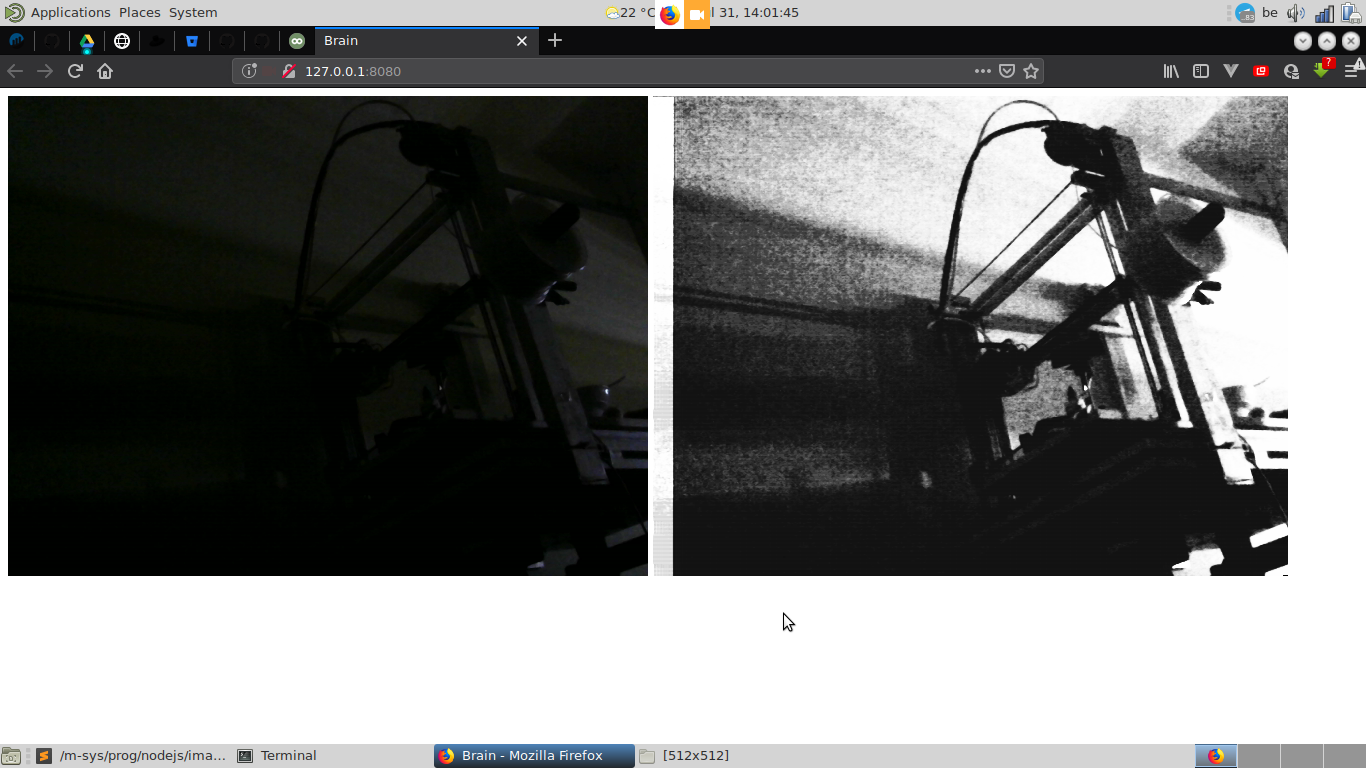 Applications Places System
22 °C
l 31, 14:01:45
83
be
Brain
127.0.0.1:8080
?
/m-sys/prog/nodejs/ima...
Terminal
Brain - Mozilla Firefox
[512x512]